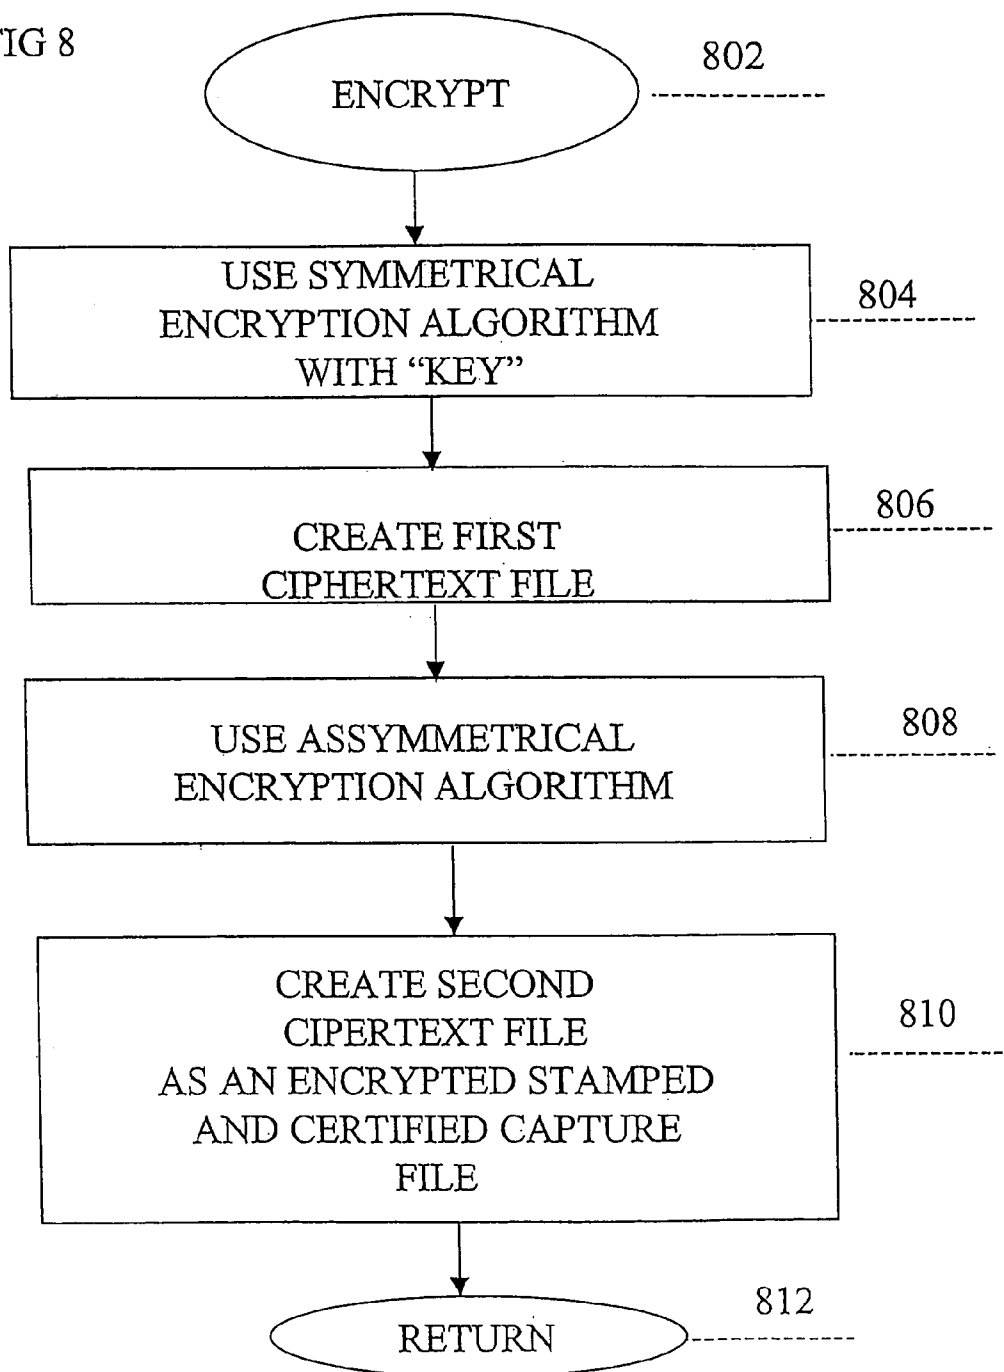 FIG 8
802
ENCRYPT
USE SYMMETRICAL
ENCRYPTION ALGORITHM
WITH “KEY”
804
806
CREATE FIRST
CIPHERTEXT FILE
808
USE ASSYMMETRICAL
ENCRYPTION ALGORITHM
CREATE SECOND
CIPERTEXT FILE
AS AN ENCRYPTED STAMPED
AND CERTIFIED CAPTURE
FILE
810
812
RETURN